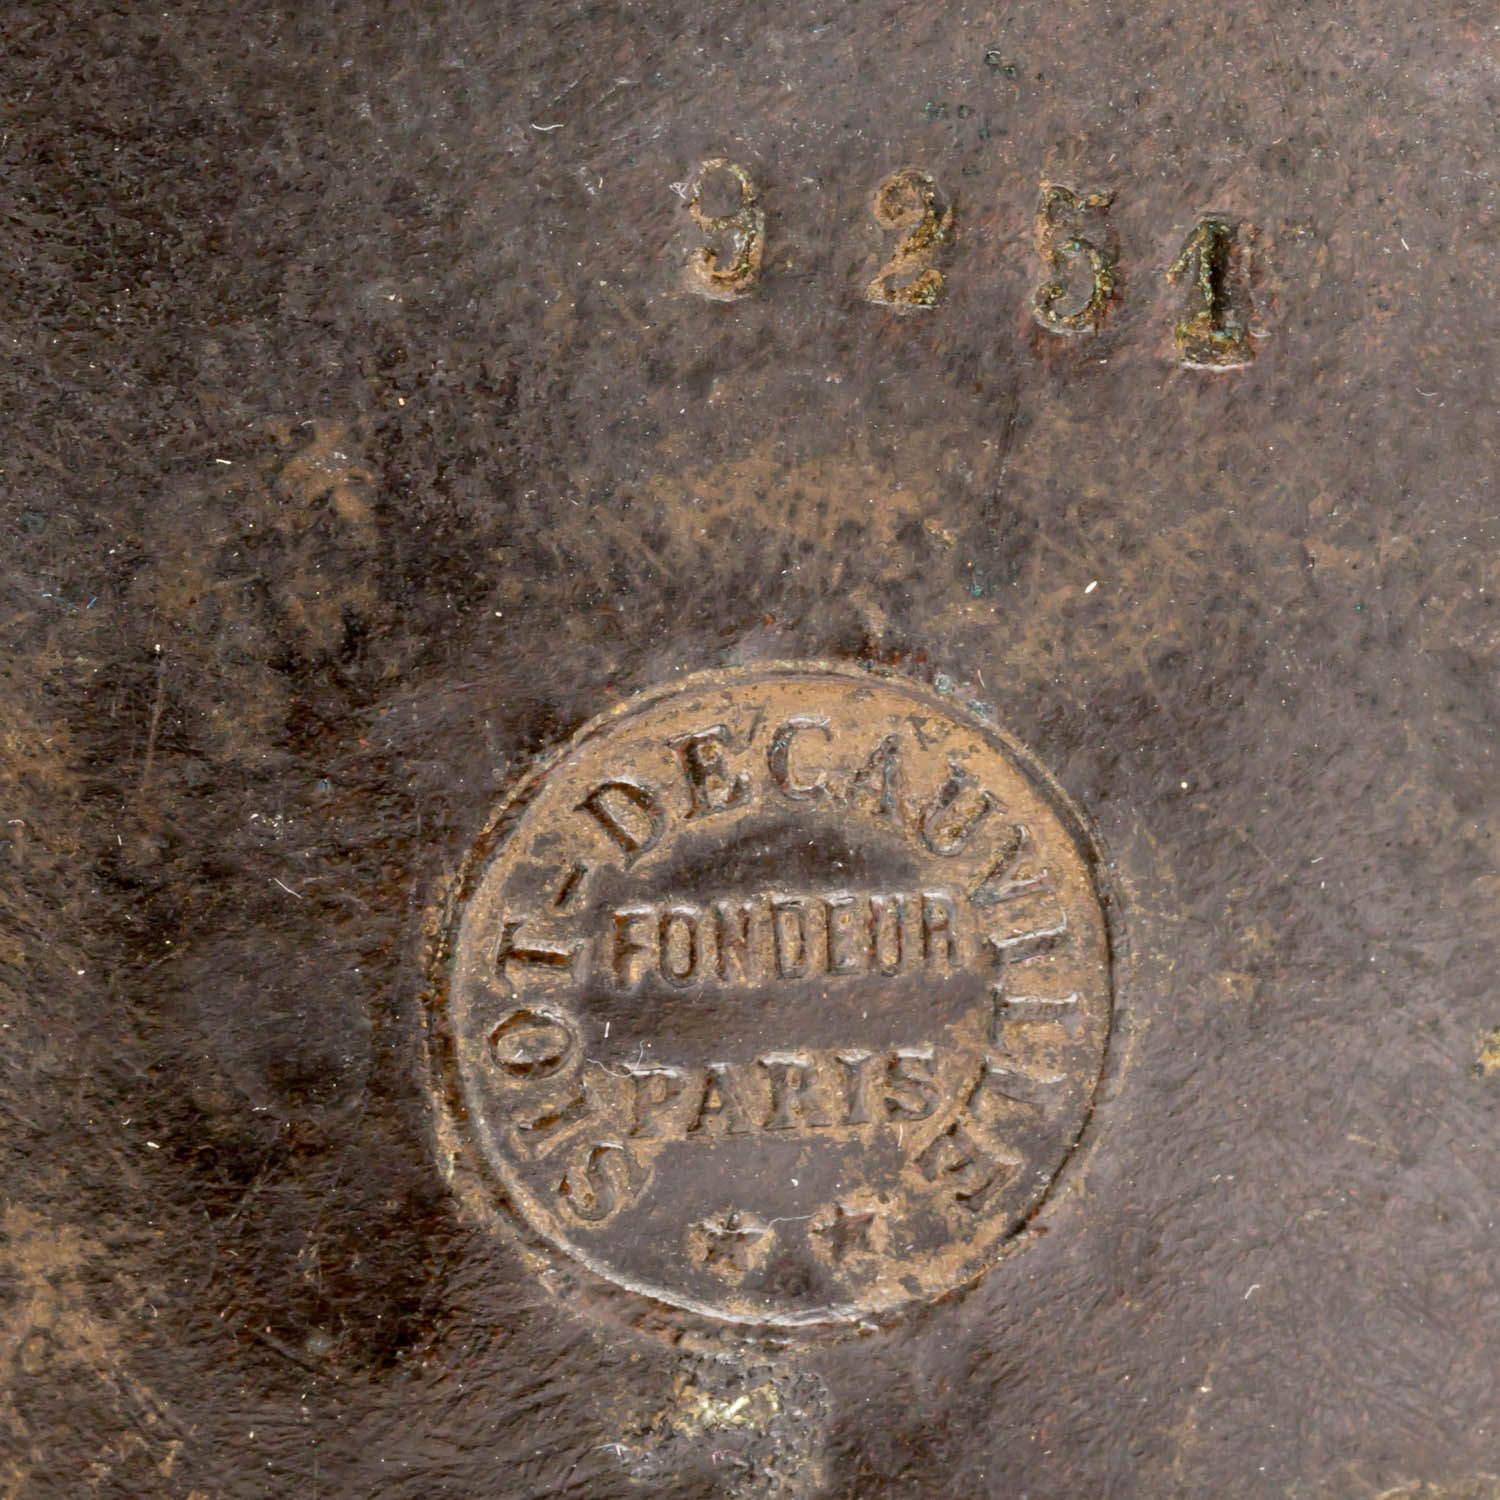 9251
SIOT-DECAUVILLE
FONDEUR
PARIS